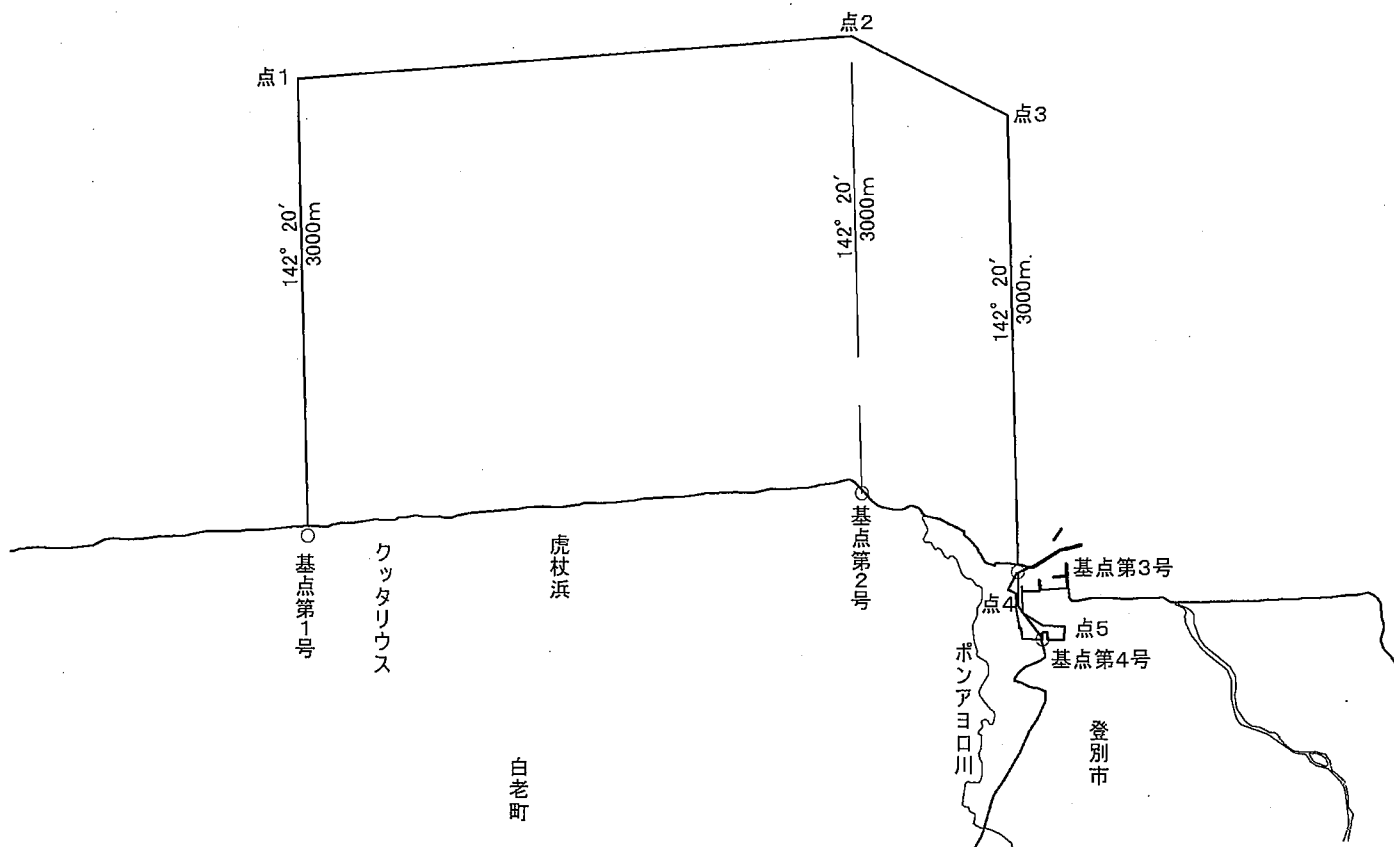 点2
点1
点3
142° 20′
3000m
142° 20′
3000m
142° 20′
3000m.
基点第1号
クッタリウス
虎杖浜
基点第2号
基点第3号
点4
点5
基点第4号
ポンアヨロ川
登別市
白老町